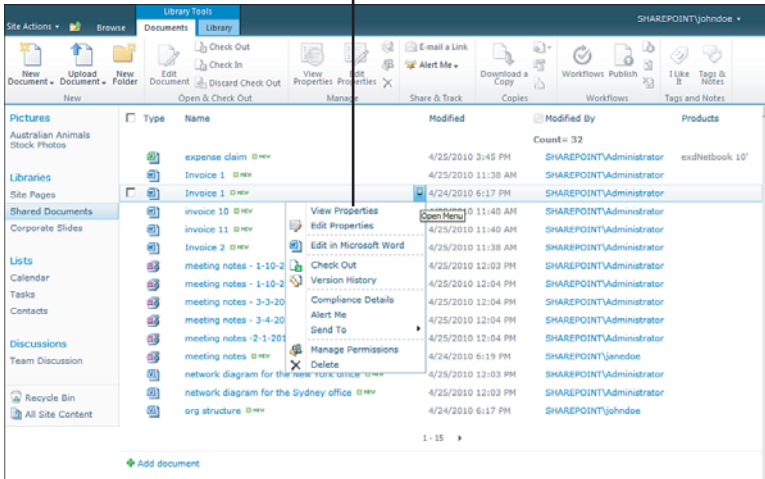 Library Tools
Site Actions Browse Documents Library SHAREPOINT\johndoe
New Document Upload Document New Folder Edit Document Check Out Check In Discard Check Out View Properties Edit Properties E-mail a Link Alert Me Download a Copy Workflows Publish I Like It Tags & Notes
New Open & Check Out Manage Share & Track Copies Workflows Tags and Notes
Pictures
Australian Animals
Stock Photos
Libraries
Site Pages
Shared Documents
Corporate Slides
Lists
Calendar
Tasks
Contacts
Discussions
Team Discussion
Recycle Bin
All Site Content
Type Name Modified Modified By Products
Count= 32
expense claim NEW 4/25/2010 3:45 PM SHAREPOINT\Administrator exdNetbook 10'
Invoice 1 NEW 4/25/2010 11:38 AM SHAREPOINT\Administrator
Invoice 1 NEW 4/24/2010 6:17 PM SHAREPOINT\Administrator
invoice 10 NEW 11:40 AM SHAREPOINT\Administrator
invoice 11 NEW 4/25/2010 11:40 AM SHAREPOINT\Administrator
Invoice 2 NEW 4/25/2010 11:38 AM SHAREPOINT\Administrator
meeting notes - 1-10-2 4/25/2010 12:03 PM SHAREPOINT\Administrator
meeting notes - 1-10-2 4/25/2010 12:04 PM SHAREPOINT\Administrator
meeting notes - 3-3-20 4/25/2010 12:04 PM SHAREPOINT\Administrator
meeting notes - 3-4-20 4/25/2010 12:04 PM SHAREPOINT\Administrator
meeting notes -2-1-201 4/25/2010 12:04 PM SHAREPOINT\Administrator
meeting notes NEW 4/24/2010 6:19 PM SHAREPOINT\janedoe
network diagram for the New York office NEW 4/25/2010 12:03 PM SHAREPOINT\Administrator
network diagram for the Sydney office NEW 4/25/2010 12:03 PM SHAREPOINT\Administrator
org structure NEW 4/24/2010 6:17 PM SHAREPOINT\johndoe
Open Menu
View Properties
Edit Properties
Edit in Microsoft Word
Check Out
Version History
Compliance Details
Alert Me
Send To
Manage Permissions
Delete
1 - 15
Add document